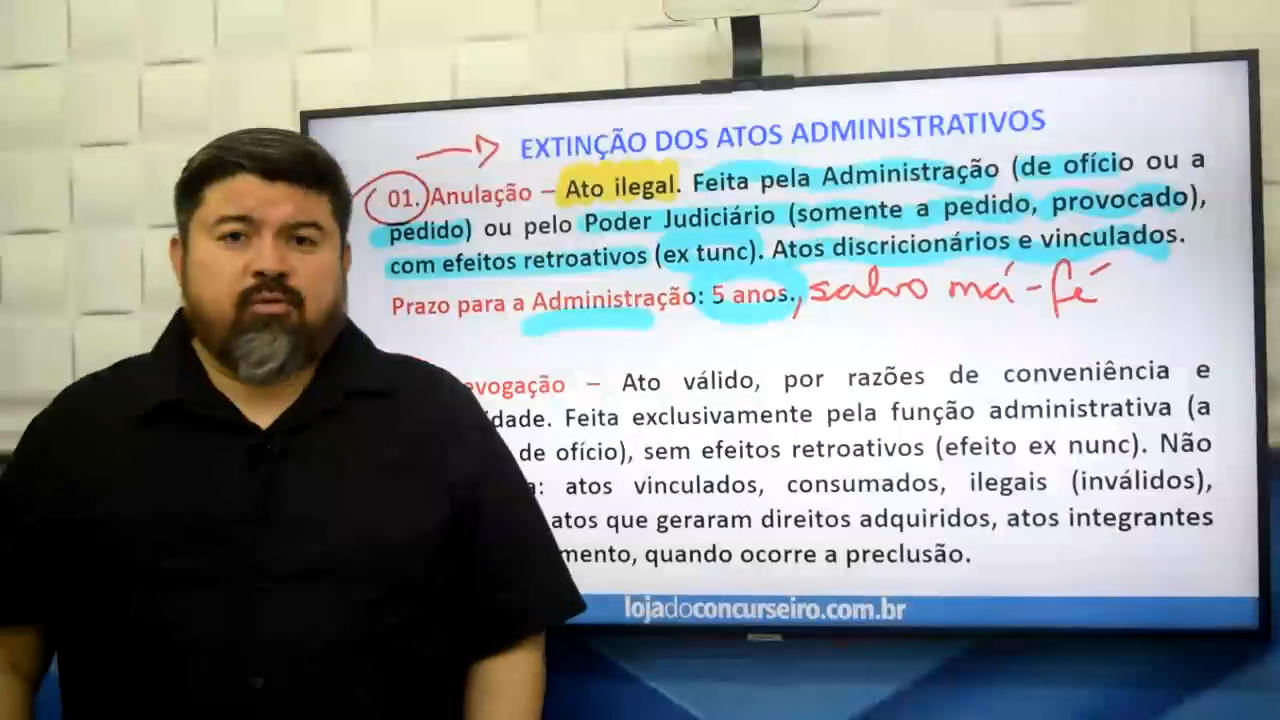 EXTINÇÃO DOS ATOS ADMINISTRATIVOS
01. Anulação – Ato ilegal. Feita pela Administração (de ofício ou a
pedido) ou pelo Poder Judiciário (somente a pedido, provocado),
com efeitos retroativos (ex tunc). Atos discricionários e vinculados.
Prazo para a Administração: 5 anos., salvo má-fé
evogação – Ato válido, por razões de conveniência e
dade. Feita exclusivamente pela função administrativa (a
de ofício), sem efeitos retroativos (efeito ex nunc). Não
: atos vinculados, consumados, ilegais (inválidos),
atos que geraram direitos adquiridos, atos integrantes
mento, quando ocorre a preclusão.
lojadoconcurseiro.com.br